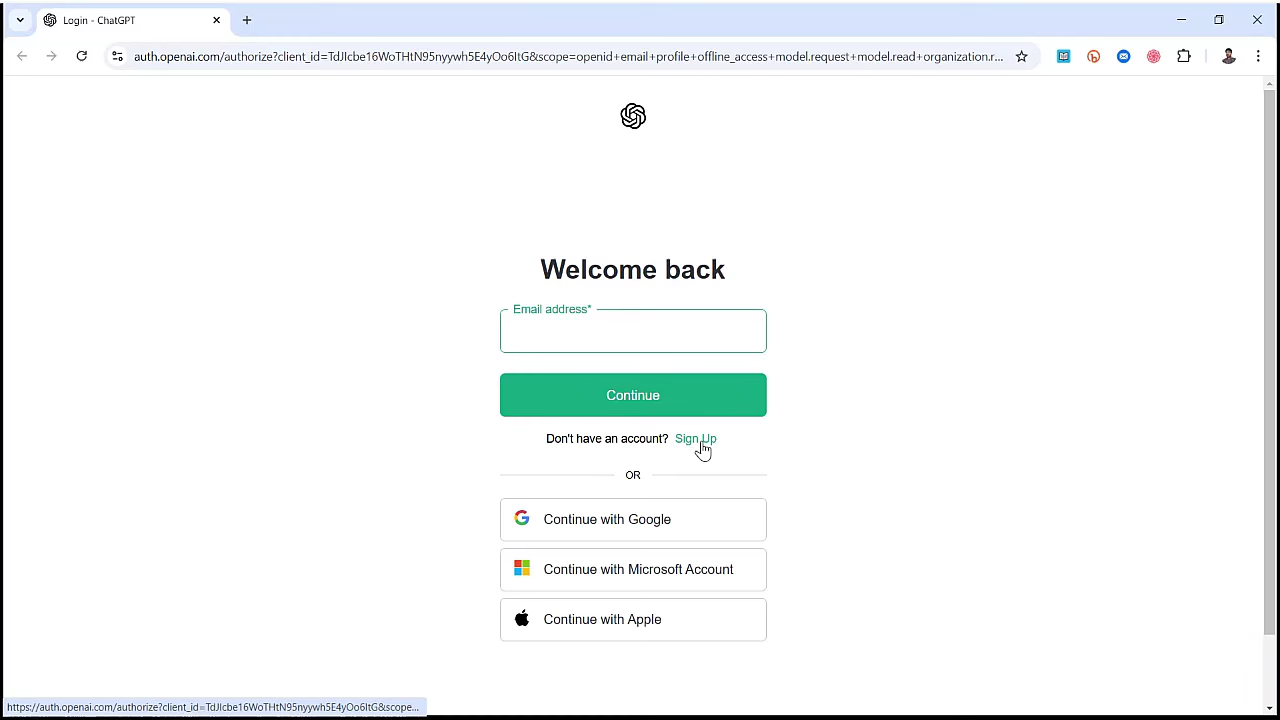 Login - ChatGPT
auth.openai.com/authorize?client_id=TdJIcbe16WoTHtN95nyywh5E4yOo6ItG&scope=openid+email+profile+offline_access+model.request+model.read+organization.r...
Welcome back
Email address*
Continue
Don't have an account? Sign Up
OR
Continue with Google
Continue with Microsoft Account
Continue with Apple
https://auth.openai.com/authorize?client_id=TdJIcbe16WoTHtN95nyywh5E4yOo6ItG&scope...